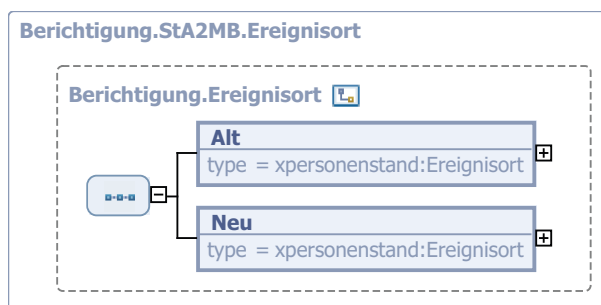 Berichtigung.StA2MB.Ereignisort
Berichtigung.Ereignisort
Alt
type = xpersonenstand:Ereignisort
Neu
type = xpersonenstand:Ereignisort